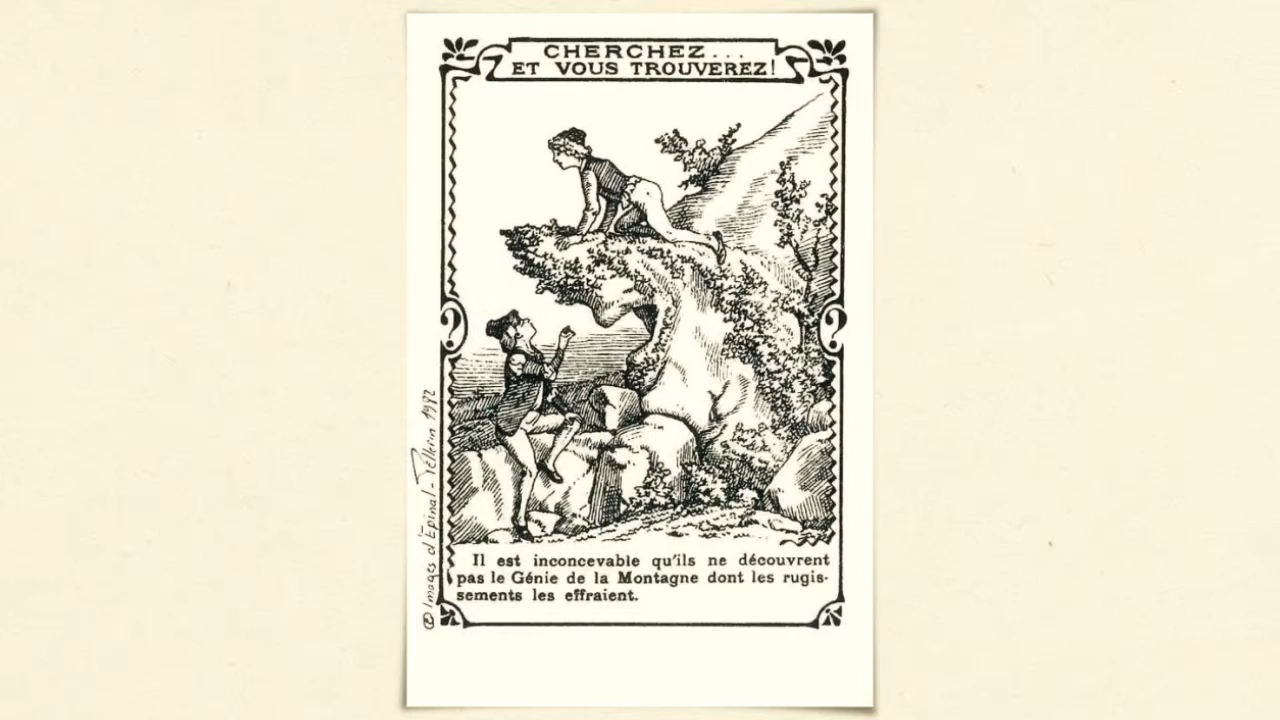 CHERCHEZ...
ET VOUS TROUVEREZ!
?
?
Il est inconcevable qu'ils ne découvrent
pas le Génie de la Montagne dont les rugis-
sements les effraient.
© Images d'Épinal - Pellerin 1982